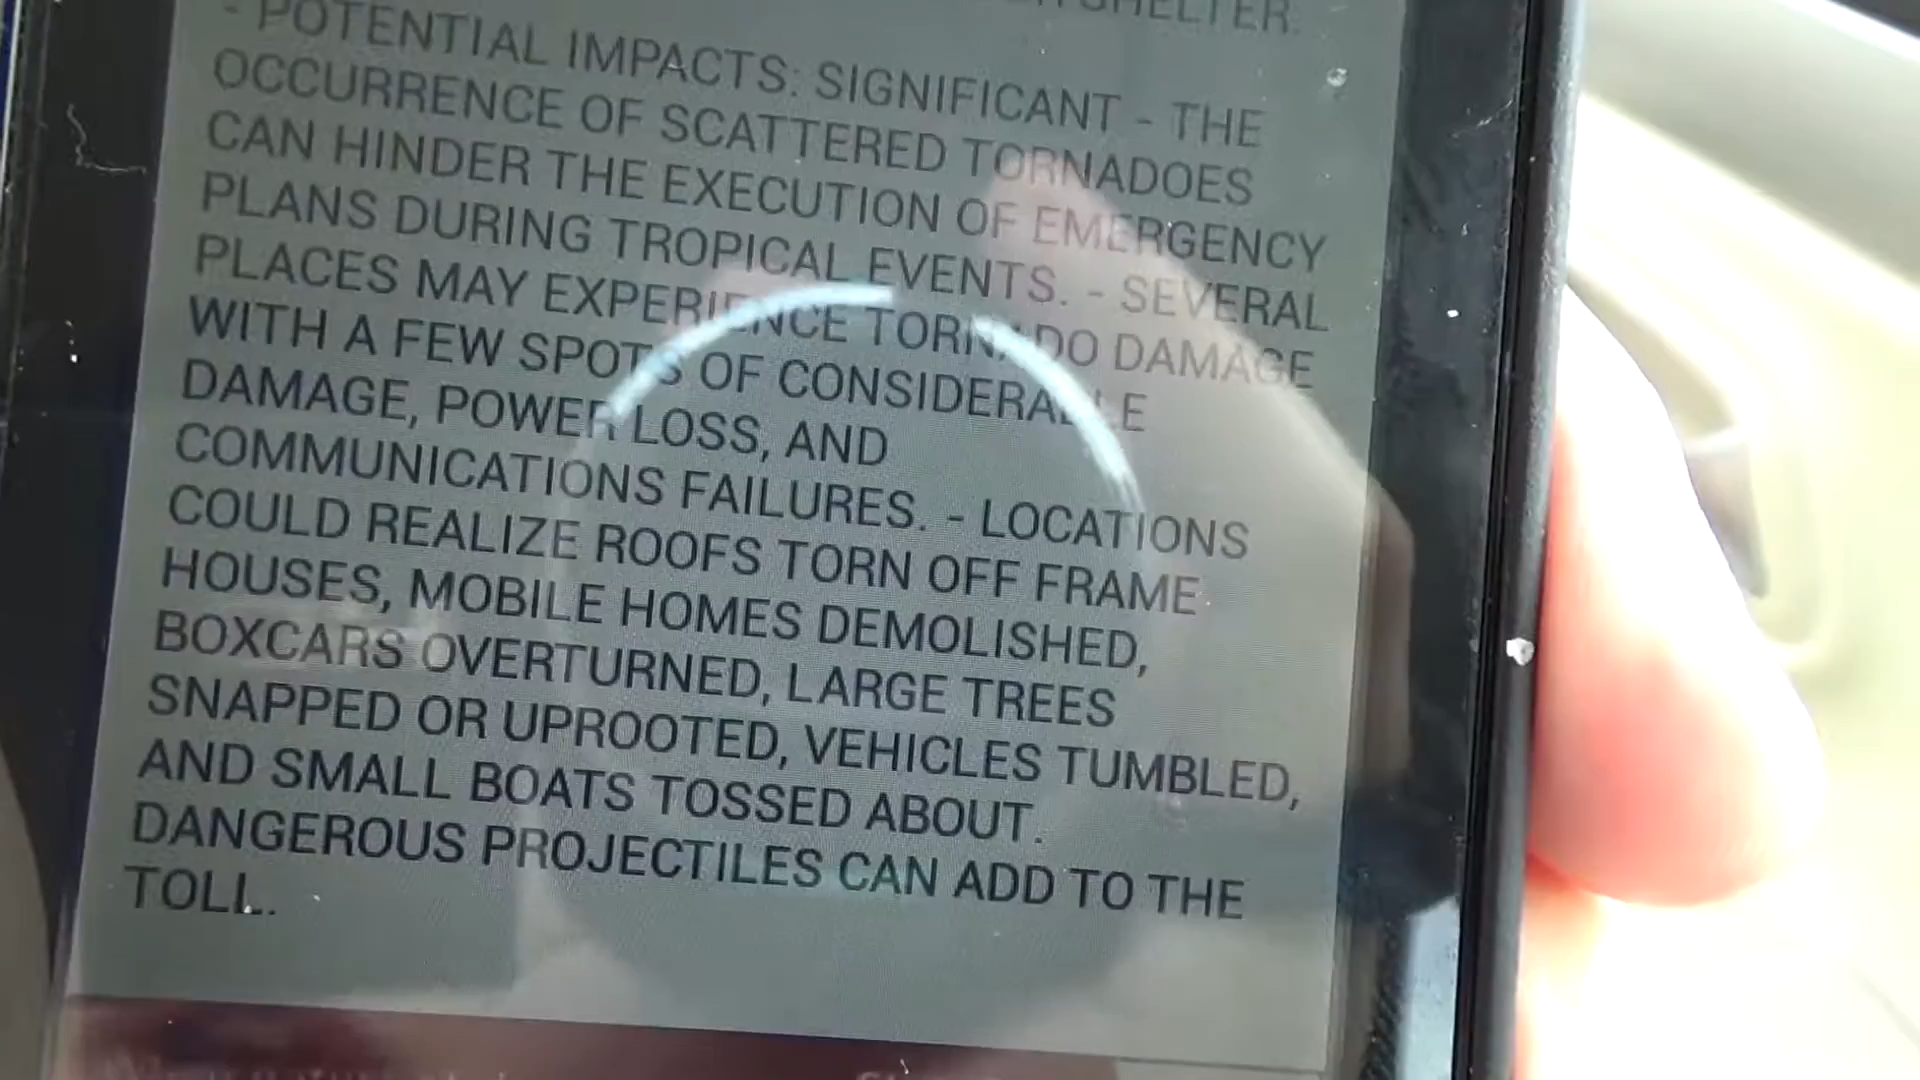 SHELTER.
- POTENTIAL IMPACTS: SIGNIFICANT - THE
OCCURRENCE OF SCATTERED TORNADOES
CAN HINDER THE EXECUTION OF EMERGENCY
PLANS DURING TROPICAL EVENTS. - SEVERAL
PLACES MAY EXPERIENCE TORNADO DAMAGE
WITH A FEW SPOTS OF CONSIDERABLE
DAMAGE, POWER LOSS, AND
COMMUNICATIONS FAILURES. - LOCATIONS
COULD REALIZE ROOFS TORN OFF FRAME
HOUSES, MOBILE HOMES DEMOLISHED,
BOXCARS OVERTURNED, LARGE TREES
SNAPPED OR UPROOTED, VEHICLES TUMBLED,
AND SMALL BOATS TOSSED ABOUT.
DANGEROUS PROJECTILES CAN ADD TO THE
TOLL.